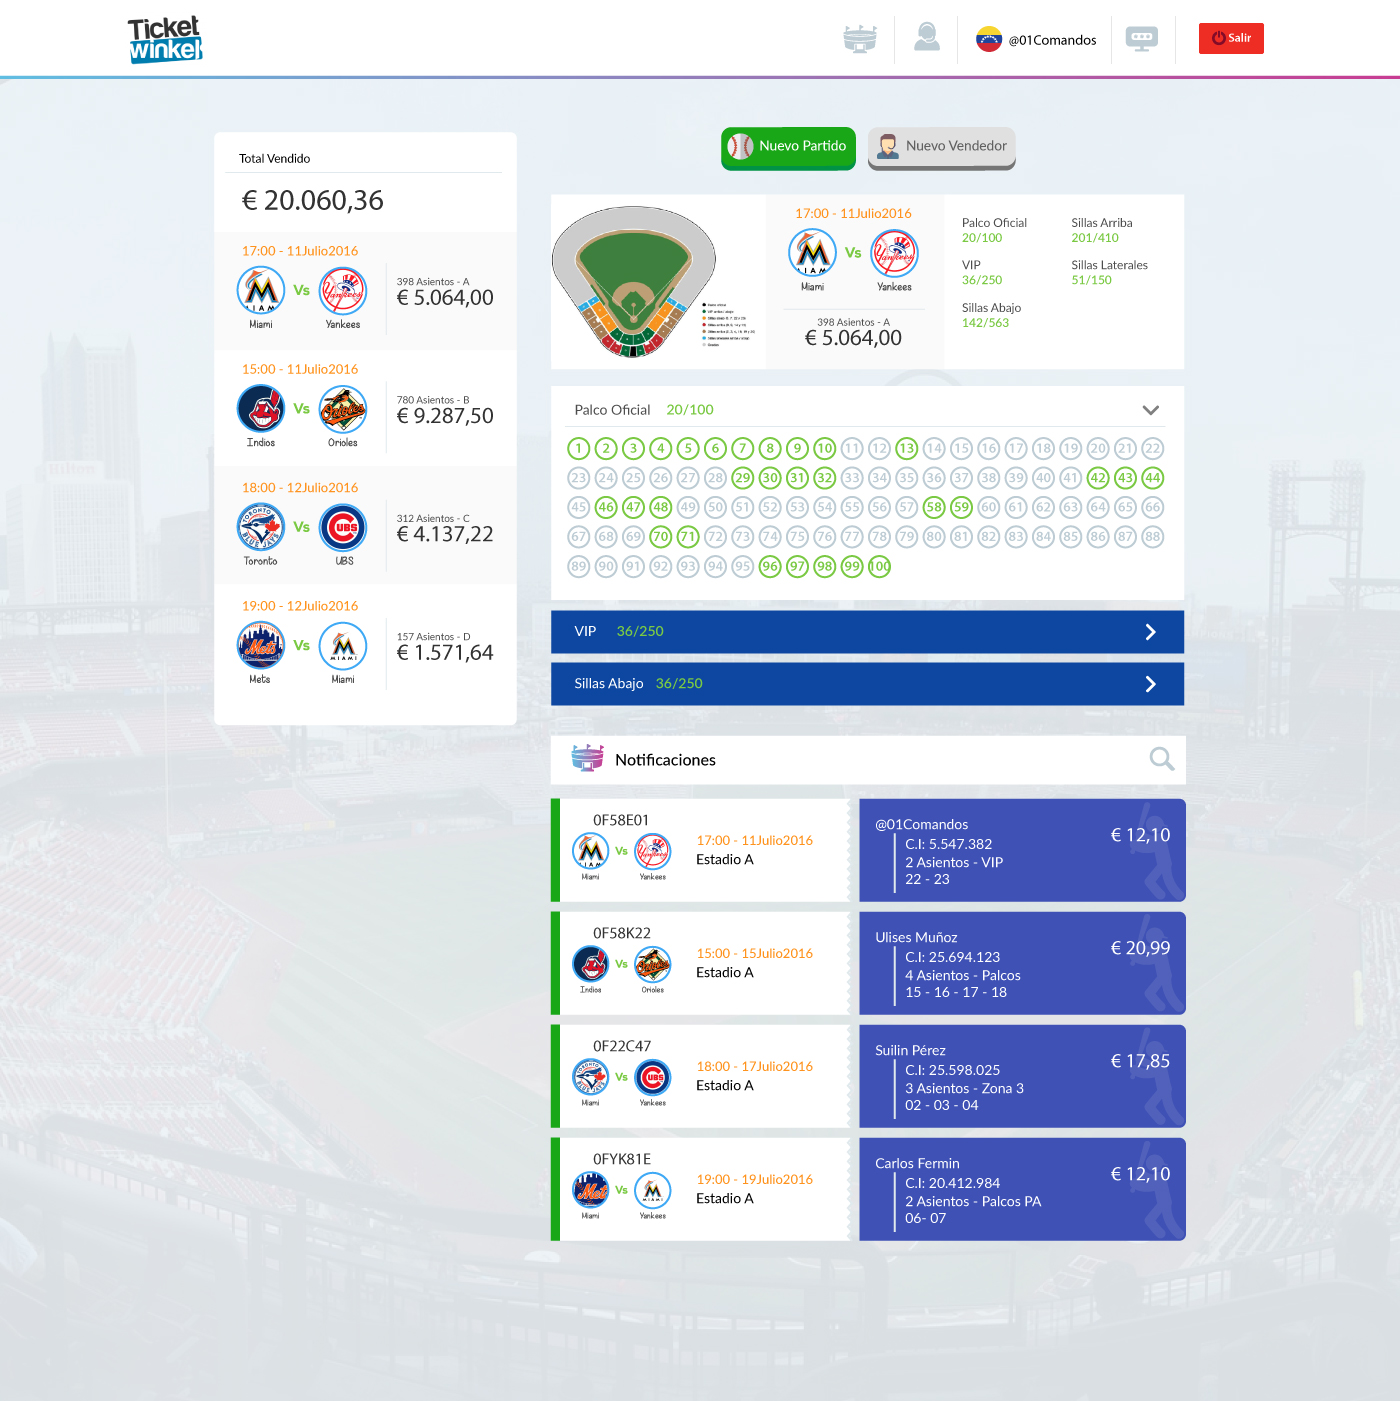 Ticket
winkel
@01Comandos
Salir
Total Vendido
€ 20.060,36
17:00 - 11Julio2016
Vs
Miami
Yankees
398 Asientos - A
€ 5.064,00
15:00 - 11Julio2016
Vs
Indios
Orioles
780 Asientos - B
€ 9.287,50
18:00 - 12Julio2016
Vs
Toronto
UBS
312 Asientos - C
€ 4.137,22
19:00 - 12Julio2016
Vs
Mets
Miami
157 Asientos - D
€ 1.571,64
Nuevo Partido
Nuevo Vendedor
17:00 - 11Julio2016
Vs
Miami
Yankees
398 Asientos - A
€ 5.064,00
Palco Oficial
20/100
Sillas Arriba
201/410
VIP
36/250
Sillas Laterales
51/150
Sillas Abajo
142/563
Palco Oficial 20/100
1 2 3 4 5 6 7 8 9 10 11 12 13 14 15 16 17 18 19 20 21 22
23 24 25 26 27 28 29 30 31 32 33 34 35 36 37 38 39 40 41 42 43 44
45 46 47 48 49 50 51 52 53 54 55 56 57 58 59 60 61 62 63 64 65 66
67 68 69 70 71 72 73 74 75 76 77 78 79 80 81 82 83 84 85 86 87 88
89 90 91 92 93 94 95 96 97 98 99 100
VIP 36/250
Sillas Abajo 36/250
Notificaciones
0F58E01
Vs
Miami
Yankees
17:00 - 11Julio2016
Estadio A
@01Comandos
C.I: 5.547.382
2 Asientos - VIP
22 - 23
€ 12,10
0F58K22
Vs
Indios
Orioles
15:00 - 15Julio2016
Estadio A
Ulises Muñoz
C.I: 25.694.123
4 Asientos - Palcos
15 - 16 - 17 - 18
€ 20,99
0F22C47
Vs
Miami
Yankees
18:00 - 17Julio2016
Estadio A
Suilin Pérez
C.I: 25.598.025
3 Asientos - Zona 3
02 - 03 - 04
€ 17,85
0FYK81E
Vs
Miami
Yankees
19:00 - 19Julio2016
Estadio A
Carlos Fermin
C.I: 20.412.984
2 Asientos - Palcos PA
06- 07
€ 12,10